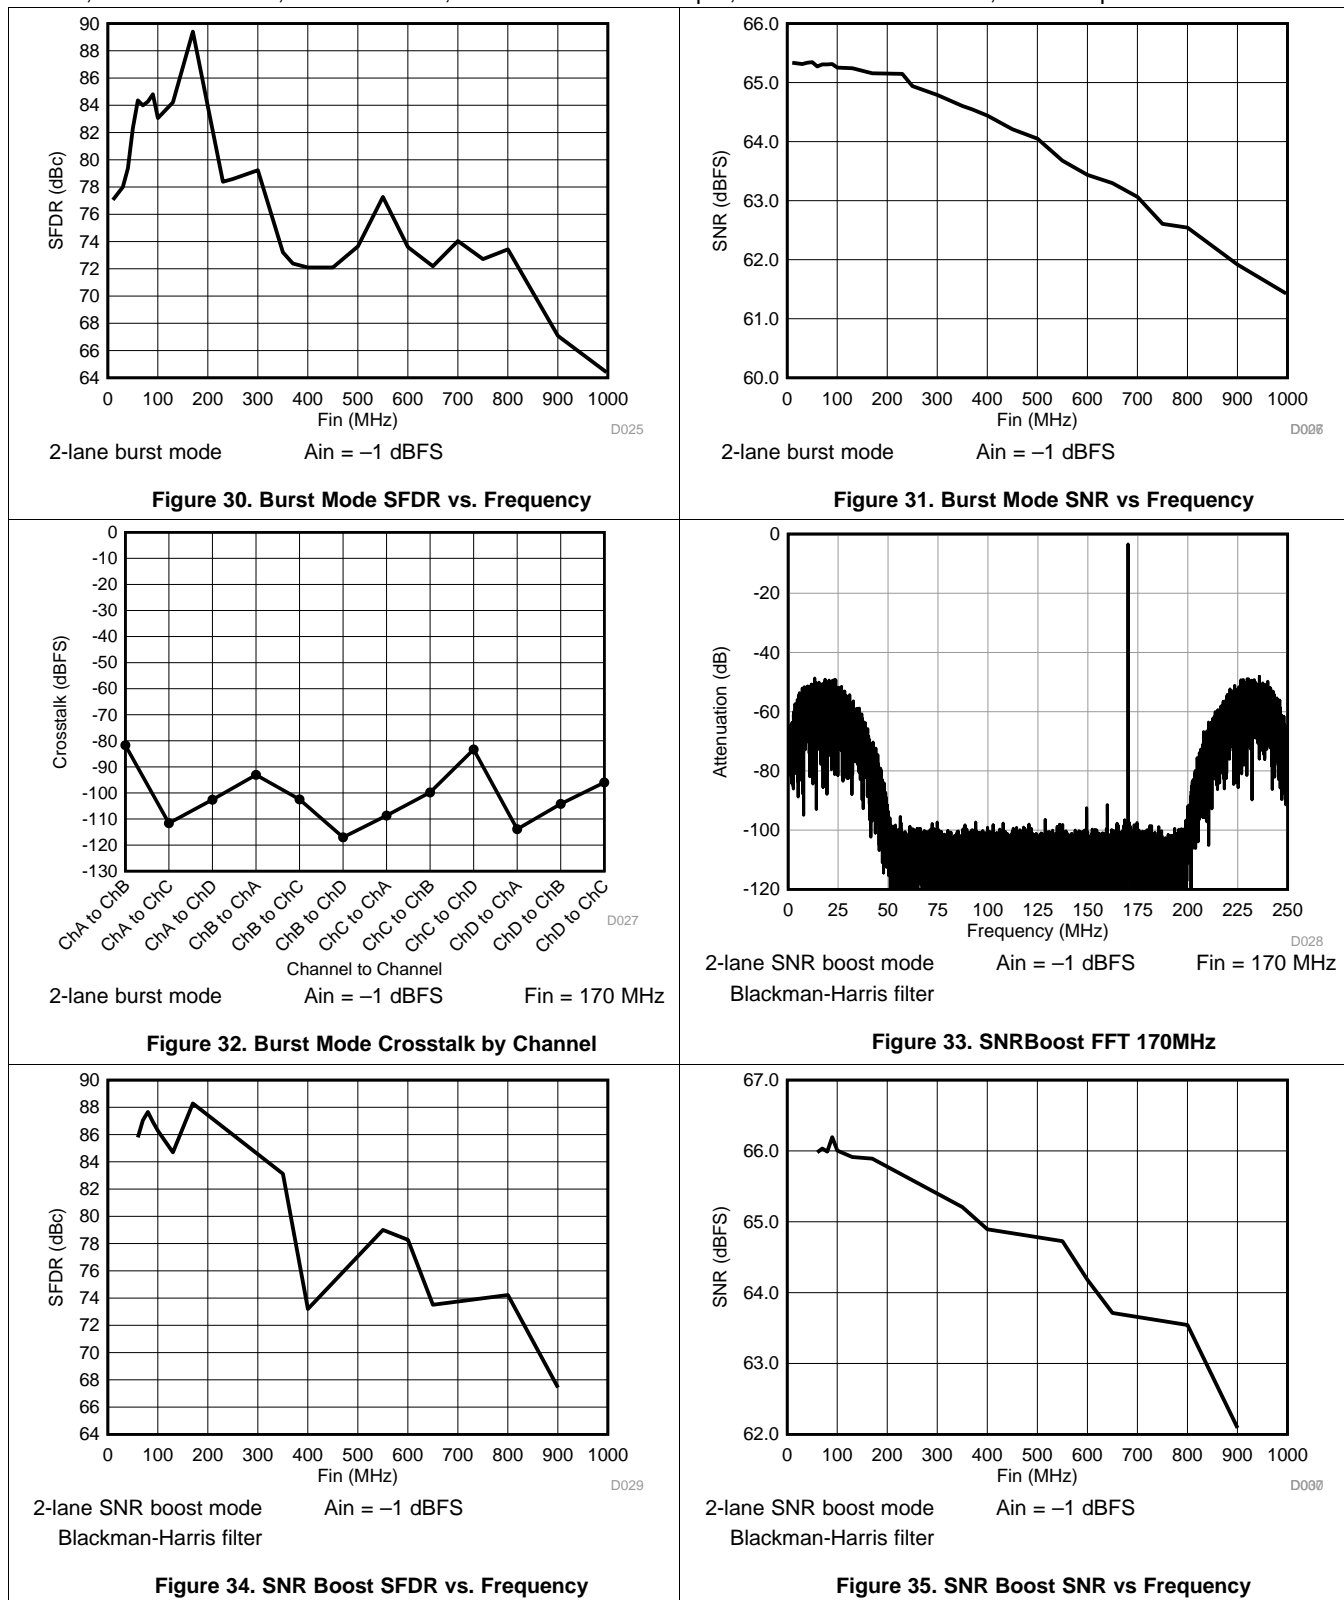 90
88
86
84
82
80
78
76
74
72
70
68
66
64
SFDR (dBc)
0 100 200 300 400 500 600 700 800 900 1000
Fin (MHz)
D025
2-lane burst mode Ain = –1 dBFS
Figure 30. Burst Mode SFDR vs. Frequency
66.0
65.0
64.0
63.0
62.0
61.0
60.0
SNR (dBFS)
0 100 200 300 400 500 600 700 800 900 1000
Fin (MHz)
2-lane burst mode Ain = –1 dBFS
Figure 31. Burst Mode SNR vs Frequency
0
-10
-20
-30
-40
-50
-60
-70
-80
-90
-100
-110
-120
-130
Crosstalk (dBFS)
ChA to ChB
ChA to ChC
ChA to ChD
ChB to ChA
ChB to ChC
ChB to ChD
ChC to ChA
ChC to ChB
ChC to ChD
ChD to ChA
ChD to ChB
ChD to ChC
D027
Channel to Channel
2-lane burst mode Ain = –1 dBFS Fin = 170 MHz
Figure 32. Burst Mode Crosstalk by Channel
0
-20
-40
-60
-80
-100
-120
Attenuation (dB)
0 25 50 75 100 125 150 175 200 225 250
Frequency (MHz)
D028
2-lane SNR boost mode Ain = –1 dBFS Fin = 170 MHz
Blackman-Harris filter
Figure 33. SNRBoost FFT 170MHz
90
88
86
84
82
80
78
76
74
72
70
68
66
64
SFDR (dBc)
0 100 200 300 400 500 600 700 800 900 1000
Fin (MHz)
D029
2-lane SNR boost mode Ain = –1 dBFS
Blackman-Harris filter
Figure 34. SNR Boost SFDR vs. Frequency
67.0
66.0
65.0
64.0
63.0
62.0
SNR (dBFS)
0 100 200 300 400 500 600 700 800 900 1000
Fin (MHz)
2-lane SNR boost mode Ain = –1 dBFS
Blackman-Harris filter
Figure 35. SNR Boost SNR vs Frequency